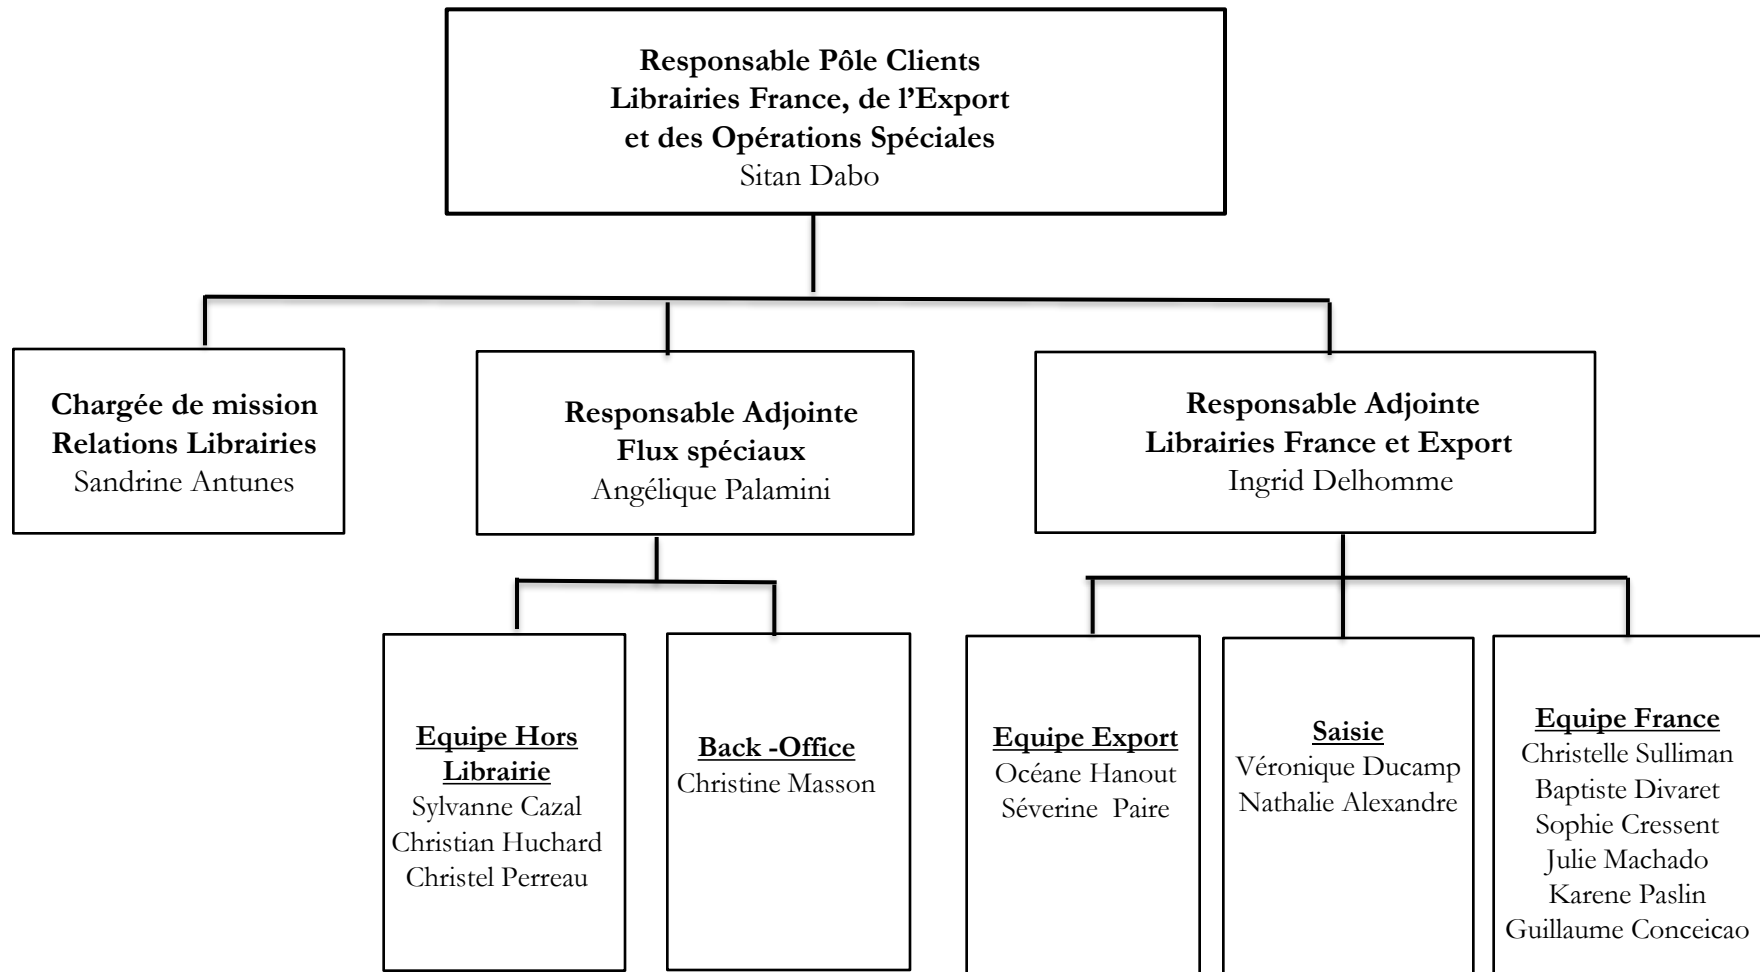 Responsable Pôle Clients
Librairies France, de l’Export
et des Opérations Spéciales
Sitan Dabo
Chargée de mission
Relations Librairies
Sandrine Antunes
Responsable Adjointe
Flux spéciaux
Angélique Palamini
Responsable Adjointe
Librairies France et Export
Ingrid Delhomme
Equipe Hors
Librairie
Sylvanne Cazal
Christian Huchard
Christel Perreau
Back -Office
Christine Masson
Equipe Export
Océane Hanout
Séverine  Paire
Saisie
Véronique Ducamp
Nathalie Alexandre
Equipe France
Christelle Sulliman
Baptiste Divaret
Sophie Cressent
Julie Machado
Karene Paslin
Guillaume Conceicao